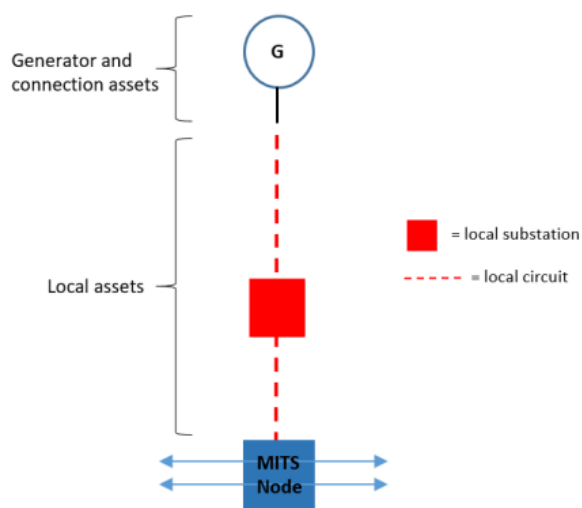 G
Generator and
connection assets
= local substation
= local circuit
Local assets
MITS
Node